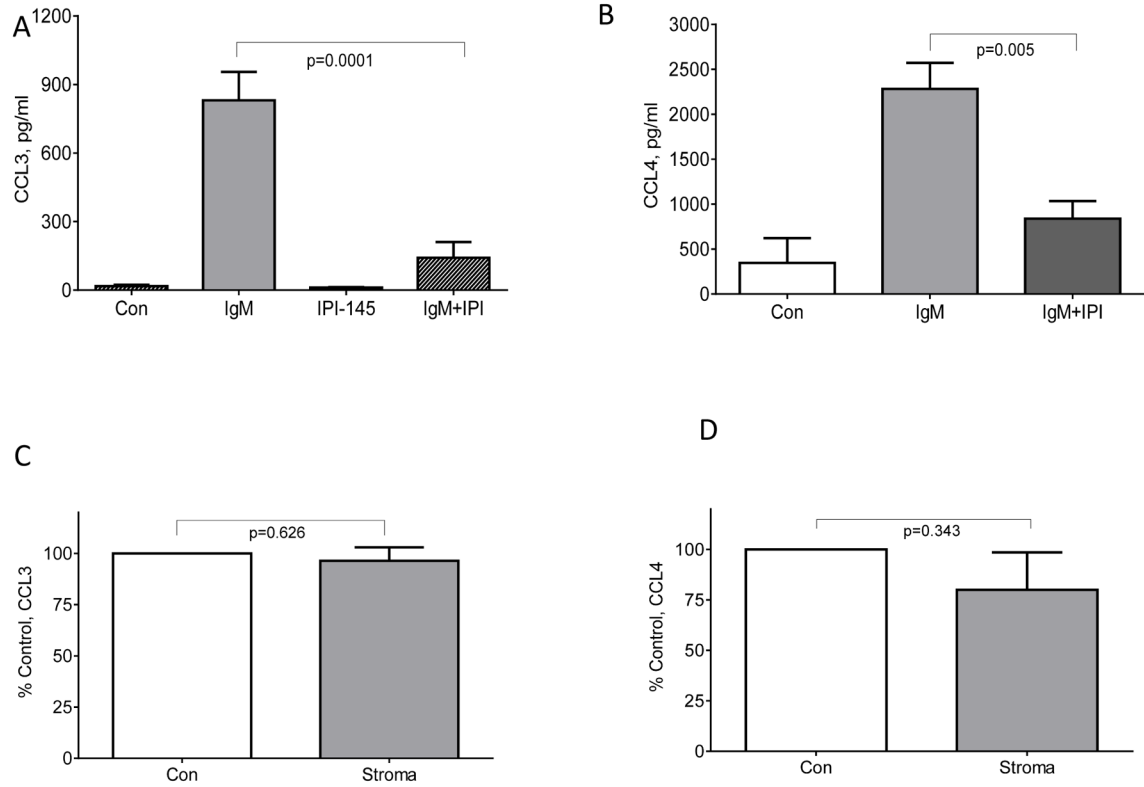 A
CCL3, pg/ml
1200
900
600
300
0
p=0.0001
Con
IgM
IPI-145
IgM+IPI
B
CCL4, pg/ml
3000
2500
2000
1500
1000
500
0
p=0.005
Con
IgM
IgM+IPI
C
% Control, CCL3
100
75
50
25
0
p=0.626
Con
Stroma
D
% Control, CCL4
100
75
50
25
0
p=0.343
Con
Stroma